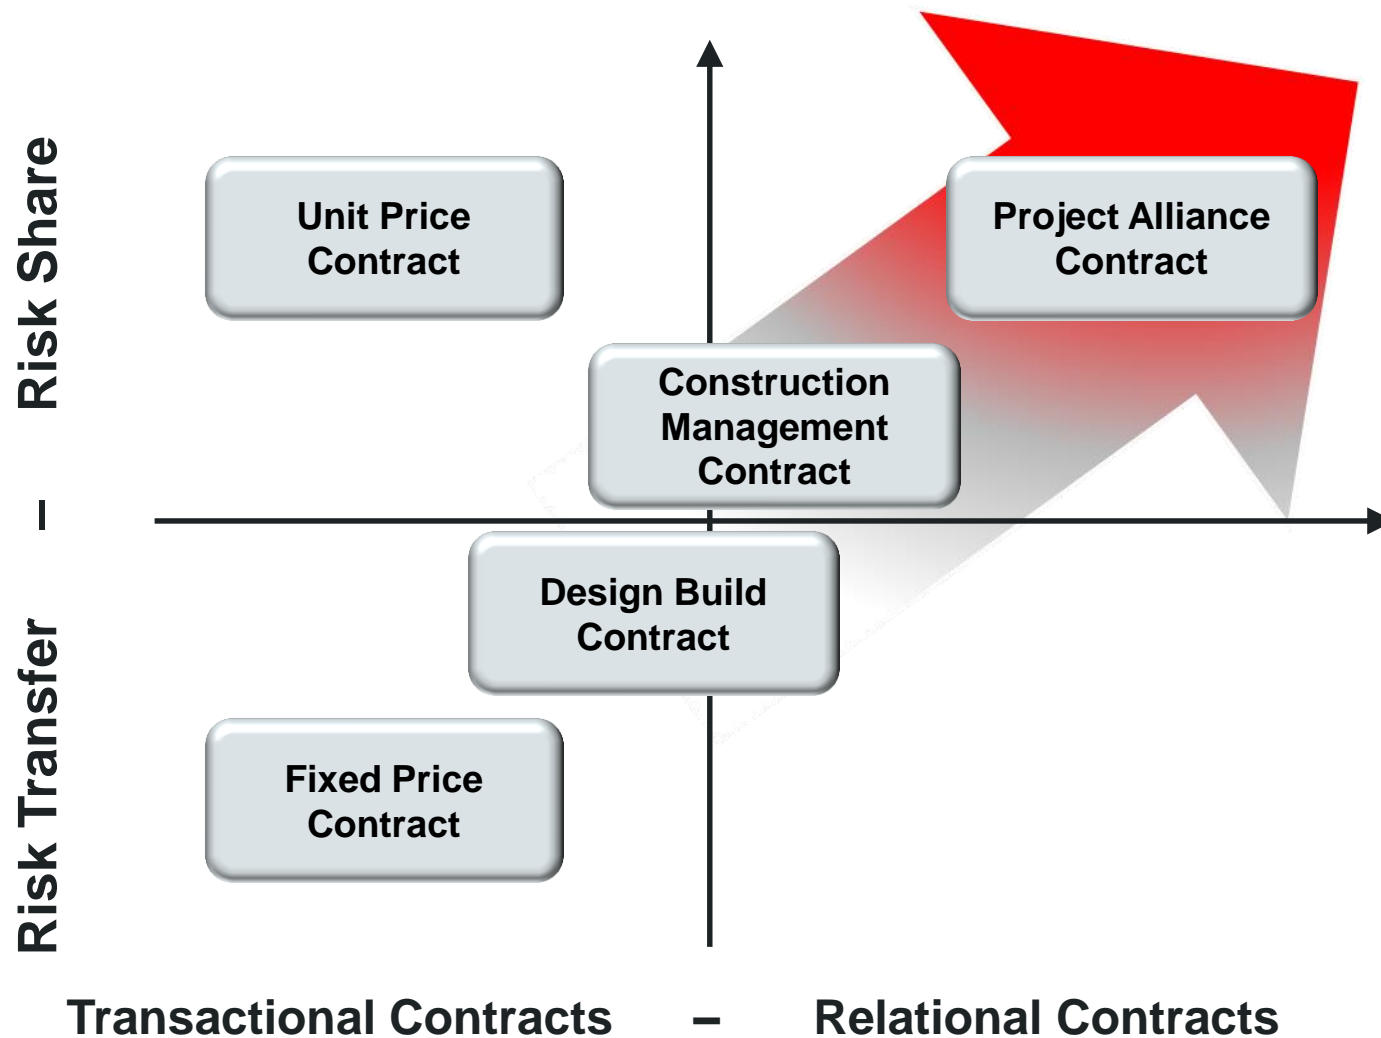 Risk Transfer – Risk Share
Unit Price
Contract
Project Alliance
Contract
Construction
Management
Contract
Design Build
Contract
Fixed Price
Contract
Transactional Contracts – Relational Contracts